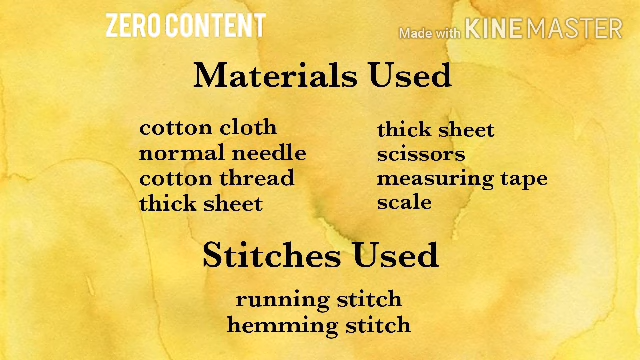 ZERO CONTENT
Made with KINEMASTER
Materials Used
cotton cloth
normal needle
cotton thread
thick sheet
thick sheet
scissors
measuring tape
scale
Stitches Used
running stitch
hemming stitch